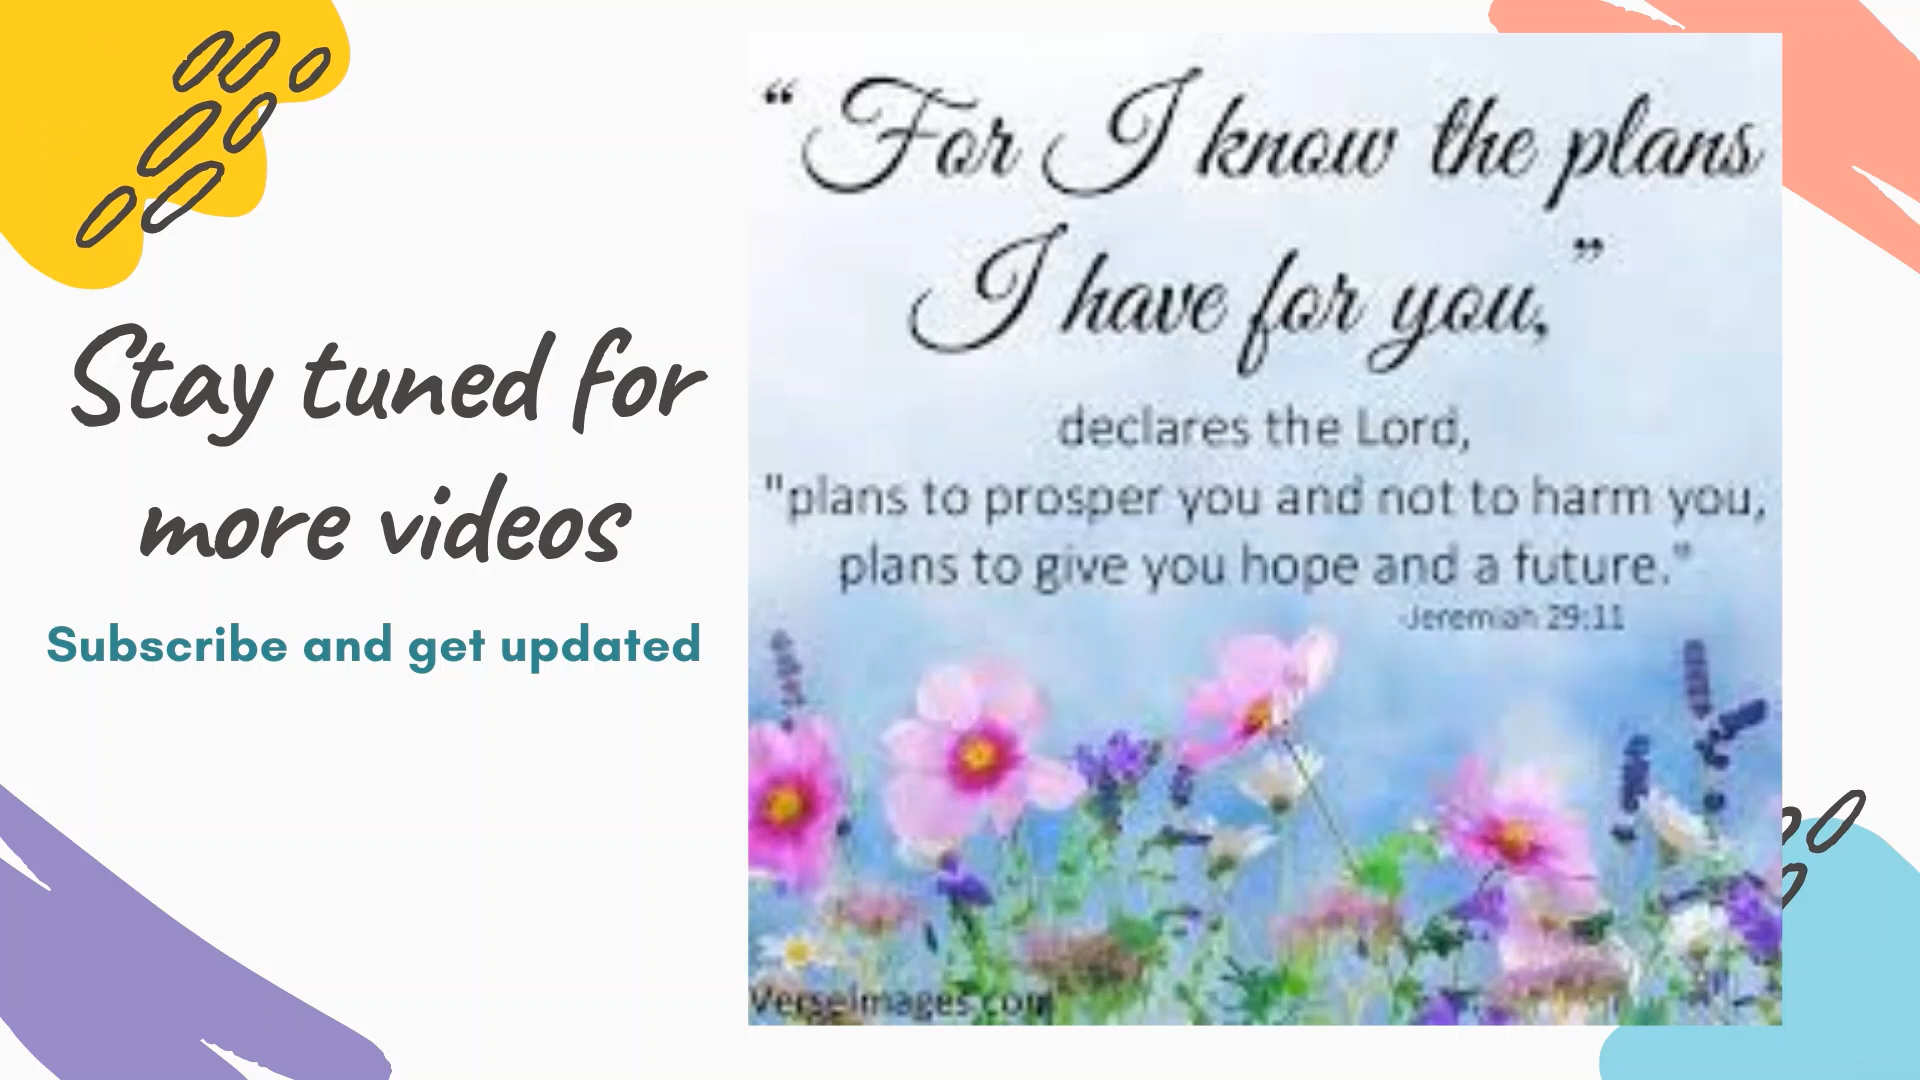 Stay tuned for
more videos
Subscribe and get updated
“For I know the plans
I have for you,”
declares the Lord,
"plans to prosper you and not to harm you,
plans to give you hope and a future."
-Jeremiah 29:11
VerseImages.com